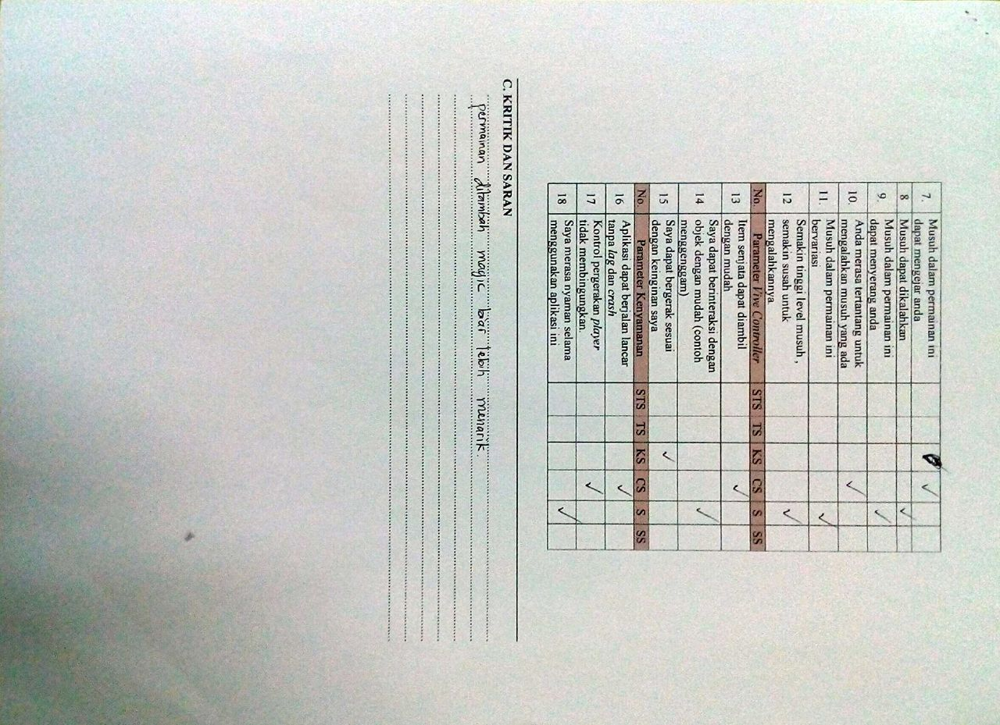 7. Musuh dalam permainan ini
dapat mengejar anda ✓
8 Musuh dapat dikalahkan ✓
9. Musuh dalam permainan ini
dapat menyerang anda ✓
10. Anda merasa tertantang untuk
mengalahkan musuh yang ada ✓
11. Musuh dalam permainan ini
bervariasi ✓
12 Semakin tinggi level musuh ,
semakin susah untuk
mengalahkannya ✓
No. Parameter Vive Controller STS TS KS CS S SS
13 Item senjata dapat diambil
dengan mudah ✓
14 Saya dapat berinteraksi dengan
objek dengan mudah (contoh
menggenggam) ✓
15 Saya dapat bergerak sesuai
dengan keinginan saya ✓
No. Parameter Kenyamanan STS TS KS CS S SS
16 Aplikasi dapat berjalan lancar
tanpa lag dan crash ✓
17 Kontrol pergerakan player
tidak membingungkan. ✓
18 Saya merasa nyaman selama
menggunakan aplikasi ini ✓
C. KRITIK DAN SARAN
permainan ditambah magic bar lebih menarik.